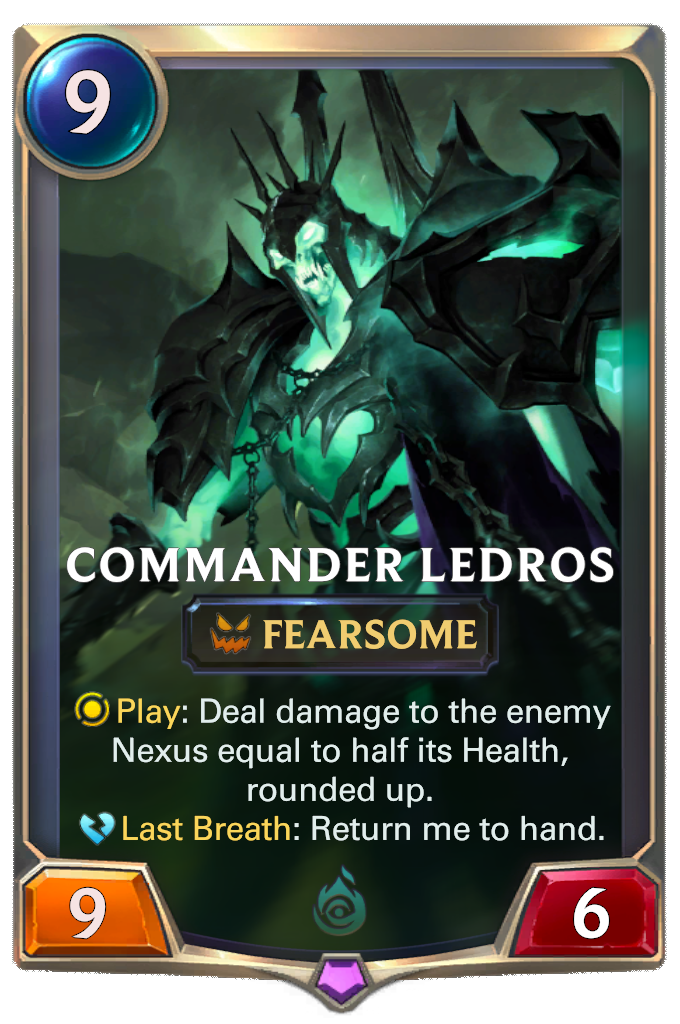 9
COMMANDER LEDROS
FEARSOME
Play: Deal damage to the enemy
Nexus equal to half its Health,
rounded up.
Last Breath: Return me to hand.
9
6